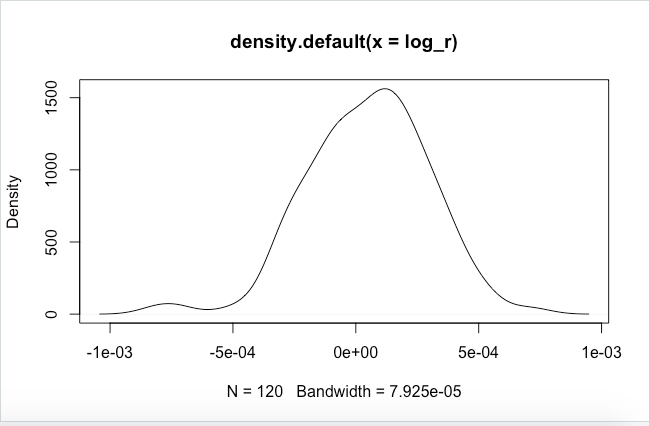 density.default(x = log_r)
Density
1500
1000
500
0
-1e-03 -5e-04 0e+00 5e-04 1e-03
N = 120 Bandwidth = 7.925e-05